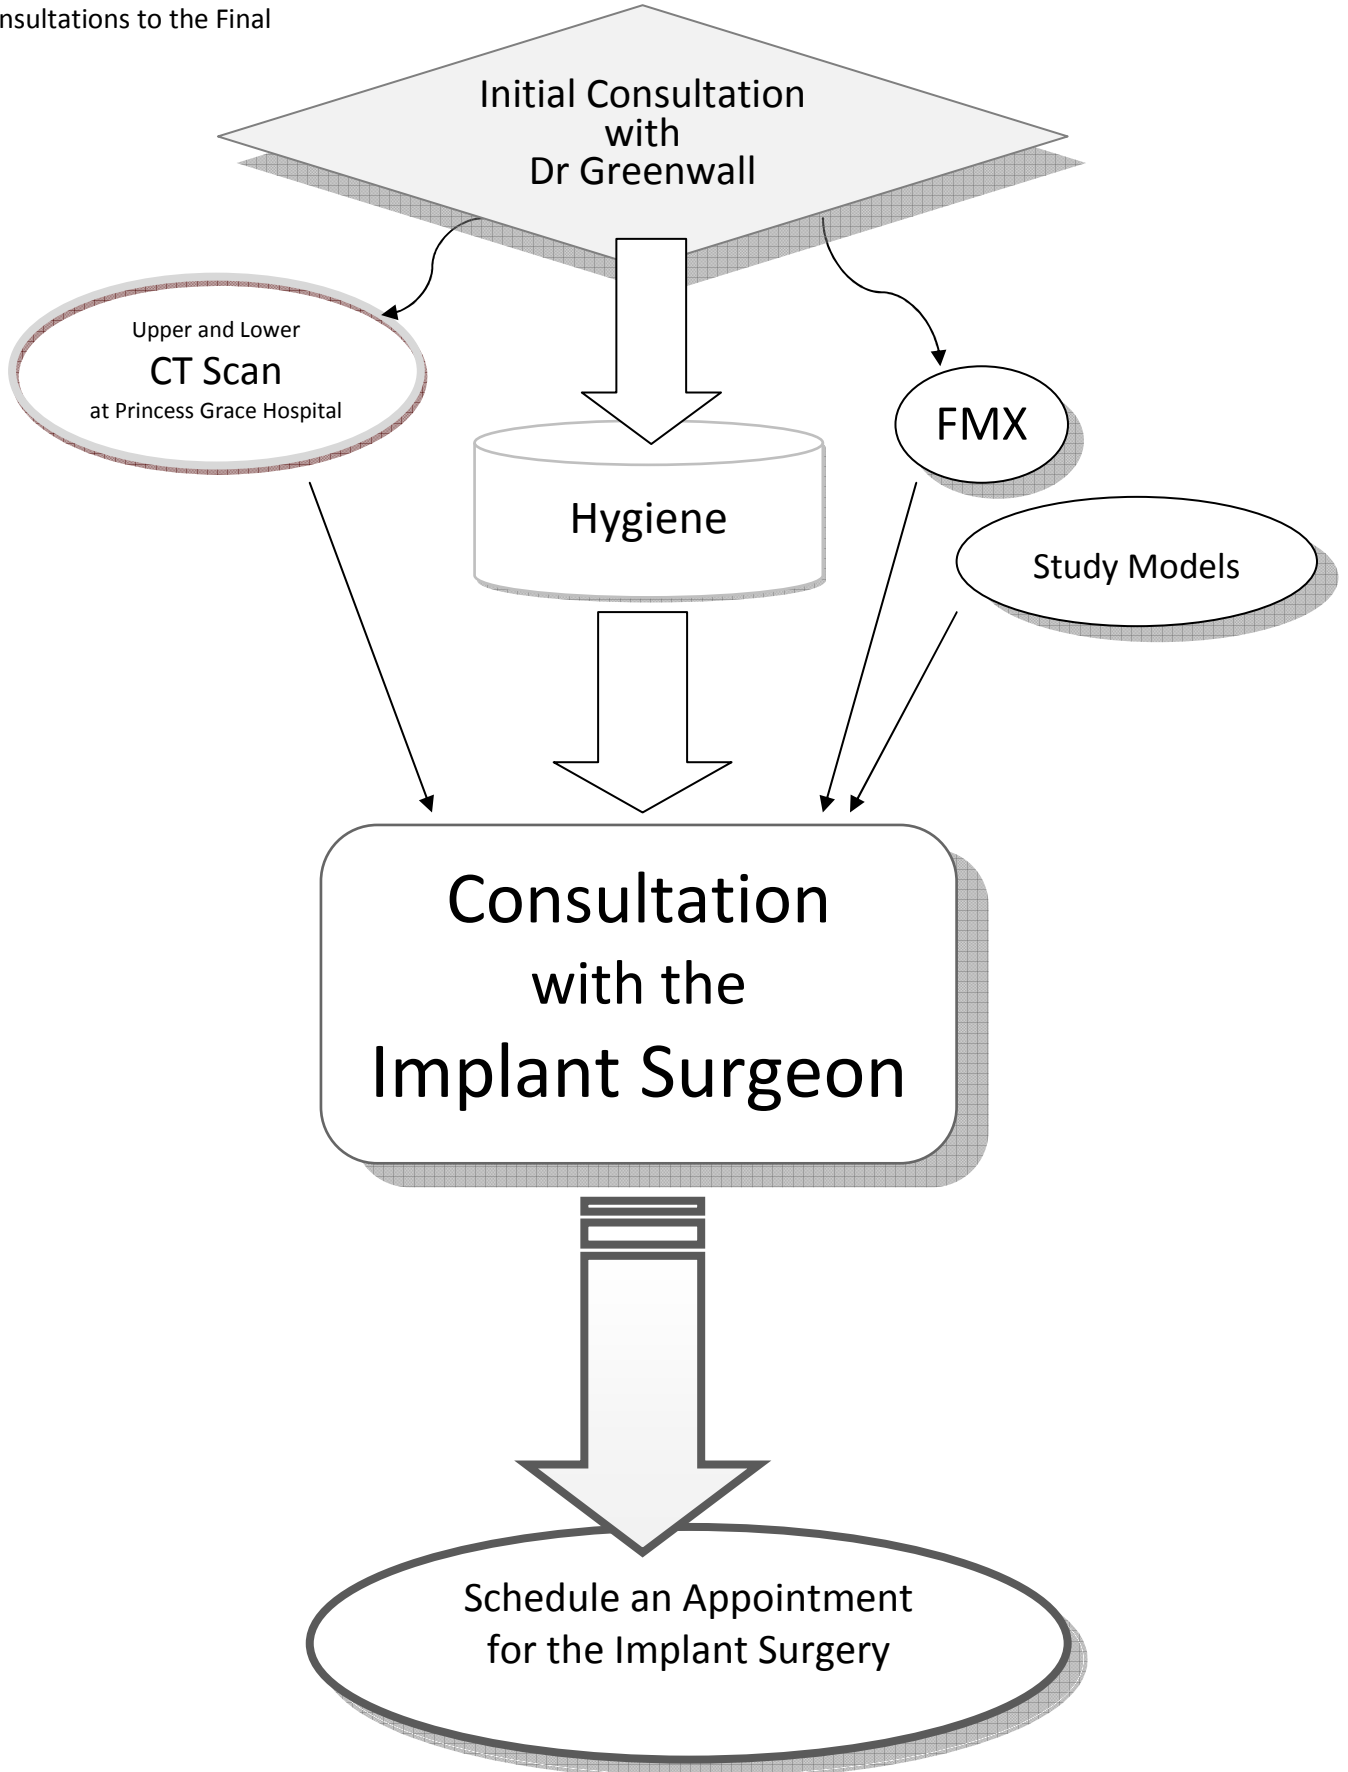 nsultations to the Final
Initial Consultation
with
Dr Greenwall
Upper and Lower
CT Scan
at Princess Grace Hospital
FMX
Hygiene
Study Models
Consultation
with the
Implant Surgeon
Schedule an Appointment
for the Implant Surgery